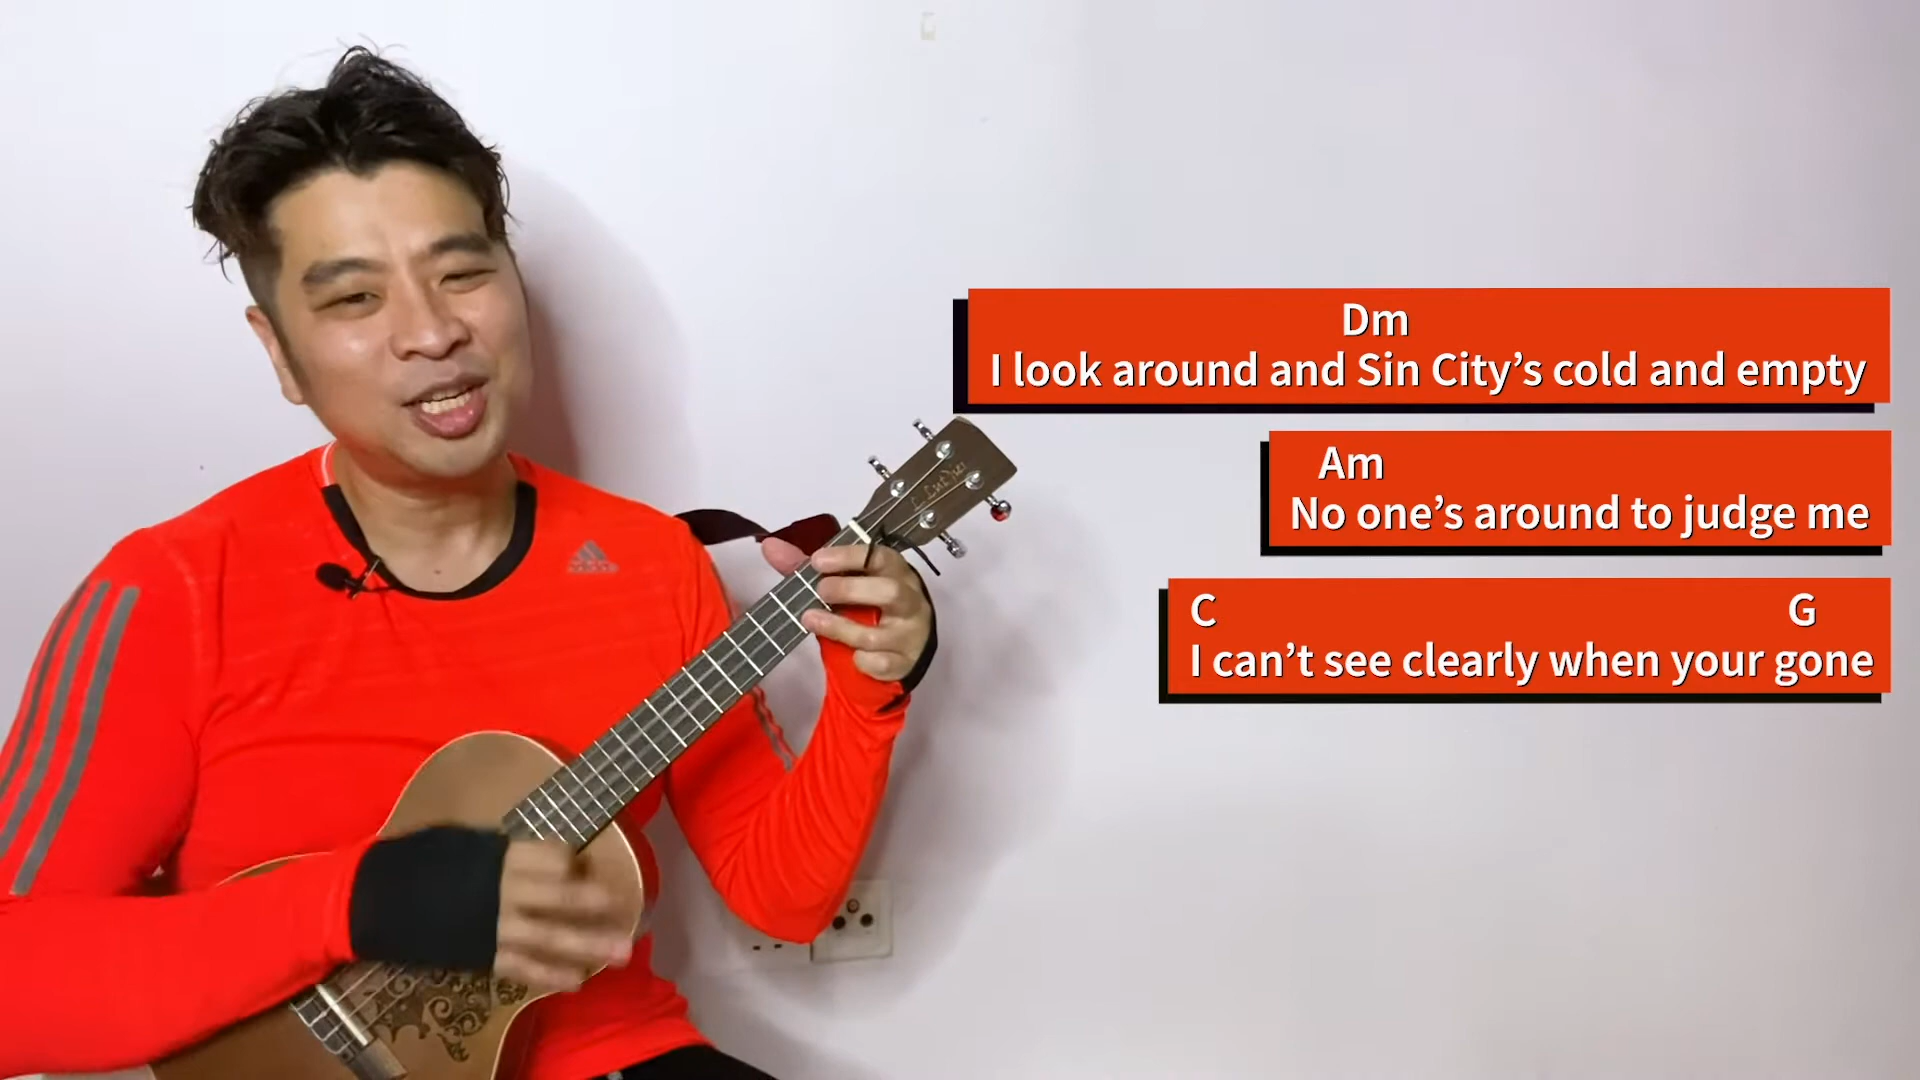 Dm
I look around and Sin City’s cold and empty
Am
No one’s around to judge me
C G
I can’t see clearly when your gone